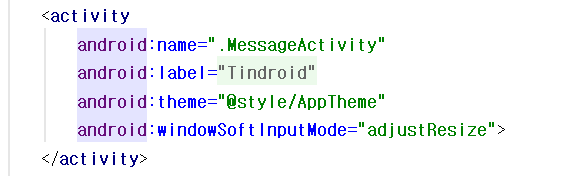 <activity
android:name=".MessageActivity"
android:label="Tindroid"
android:theme="@style/AppTheme"
android:windowSoftInputMode="adjustResize">
</activity>